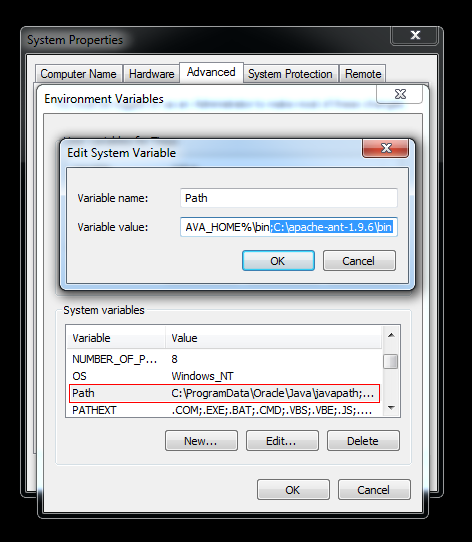 System Properties
Computer Name Hardware Advanced System Protection Remote
Environment Variables
Edit System Variable
Variable name: Path
Variable value: AVA_HOME%\bin;C:\apache-ant-1.9.6\bin
OK Cancel
System variables
Variable Value
NUMBER_OF_P... 8
OS Windows_NT
Path C:\ProgramData\Oracle\Java\javapath;...
PATHEXT .COM;.EXE;.BAT;.CMD;.VBS;.VBE;.JS;....
New... Edit... Delete
OK Cancel